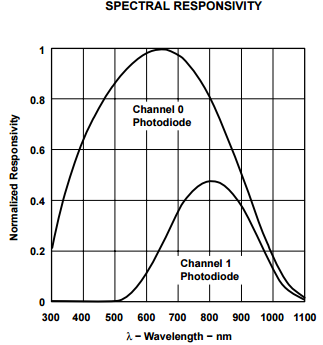 SPECTRAL RESPONSIVITY
1
0.8
0.6
0.4
0.2
0
Normalized Responsivity
Channel 0
Photodiode
Channel 1
Photodiode
300 400 500 600 700 800 900 1000 1100
λ − Wavelength − nm